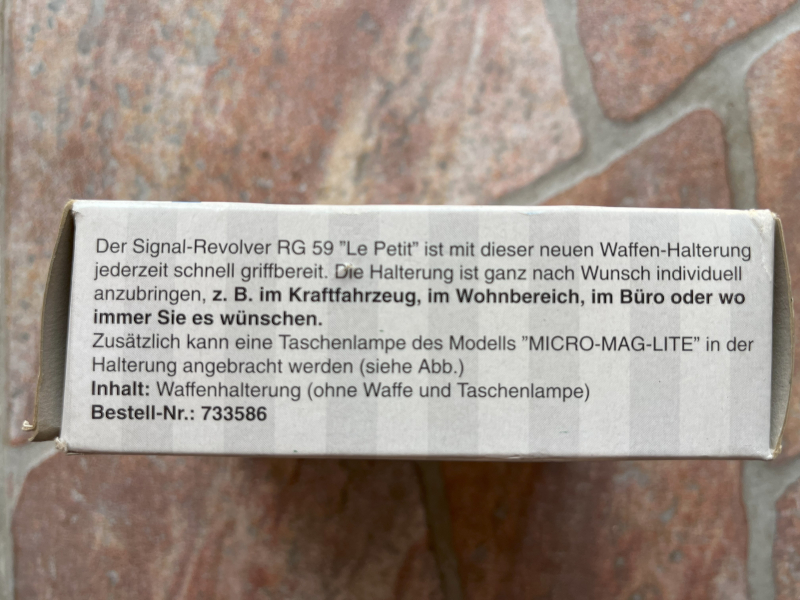 Der Signal-Revolver RG 59 "Le Petit" ist mit dieser neuen Waffen-Halterung
jederzeit schnell griffbereit. Die Halterung ist ganz nach Wunsch individuell
anzubringen, z. B. im Kraftfahrzeug, im Wohnbereich, im Büro oder wo
immer Sie es wünschen.
Zusätzlich kann eine Taschenlampe des Modells "MICRO-MAG-LITE" in der
Halterung angebracht werden (siehe Abb.)
Inhalt: Waffenhalterung (ohne Waffe und Taschenlampe)
Bestell-Nr.: 733586